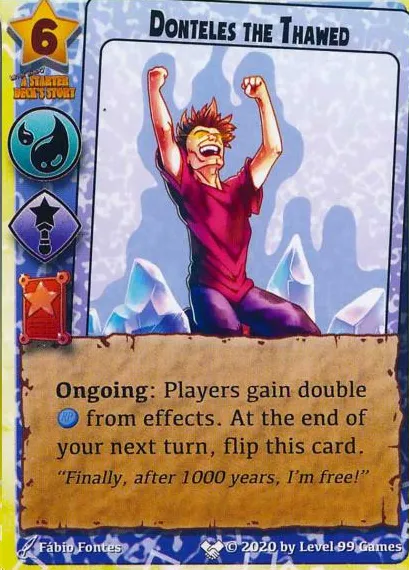 DONTELES THE THAWED
6
A STARTER
DECK'S STORY
Ongoing: Players gain double
from effects. At the end of
your next turn, flip this card.
"Finally, after 1000 years, I'm free!"
Fábio Fontes
© 2020 by Level 99 Games